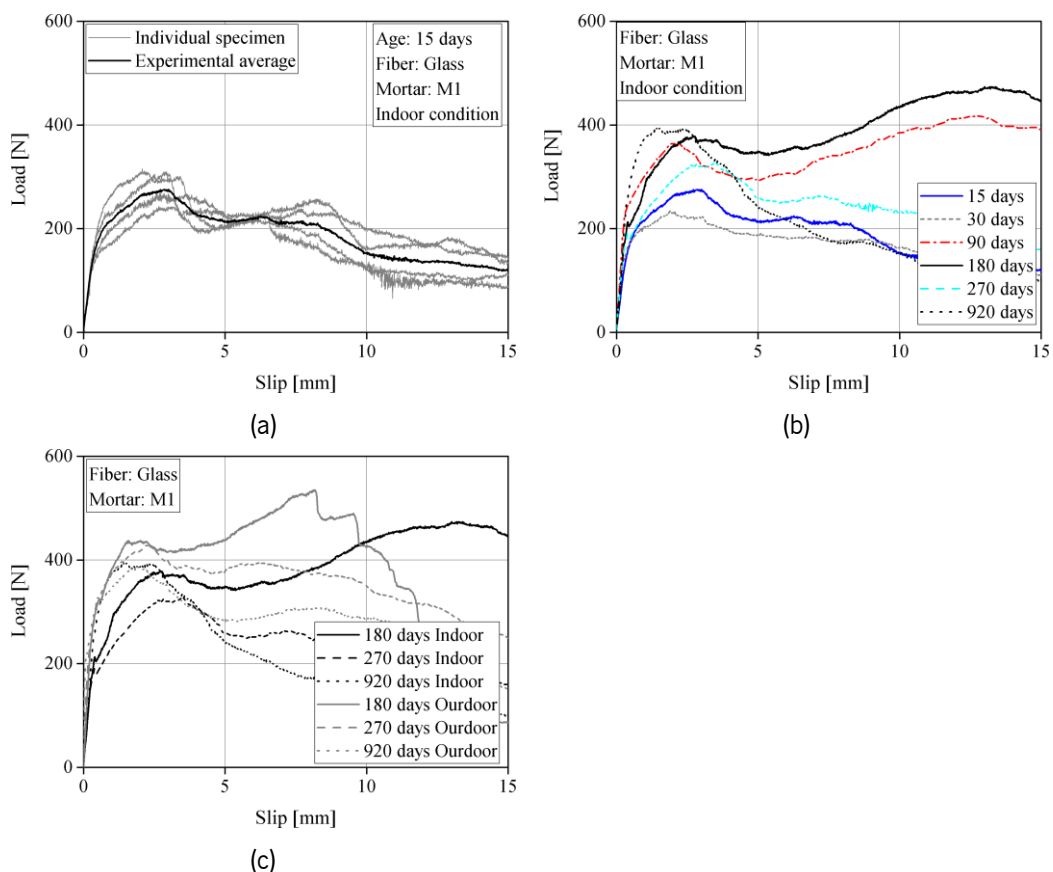 600
400
200
0
Load [N]
Individual specimen
Experimental average
Age: 15 days
Fiber: Glass
Mortar: M1
Indoor condition
0 5 10 15
Slip [mm]
(a)
600
400
200
0
Load [N]
Fiber: Glass
Mortar: M1
Indoor condition
15 days
30 days
90 days
180 days
270 days
920 days
0 5 10 15
Slip [mm]
(b)
600
400
200
0
Load [N]
Fiber: Glass
Mortar: M1
180 days Indoor
270 days Indoor
920 days Indoor
180 days Ourdoor
270 days Ourdoor
920 days Ourdoor
0 5 10 15
Slip [mm]
(c)